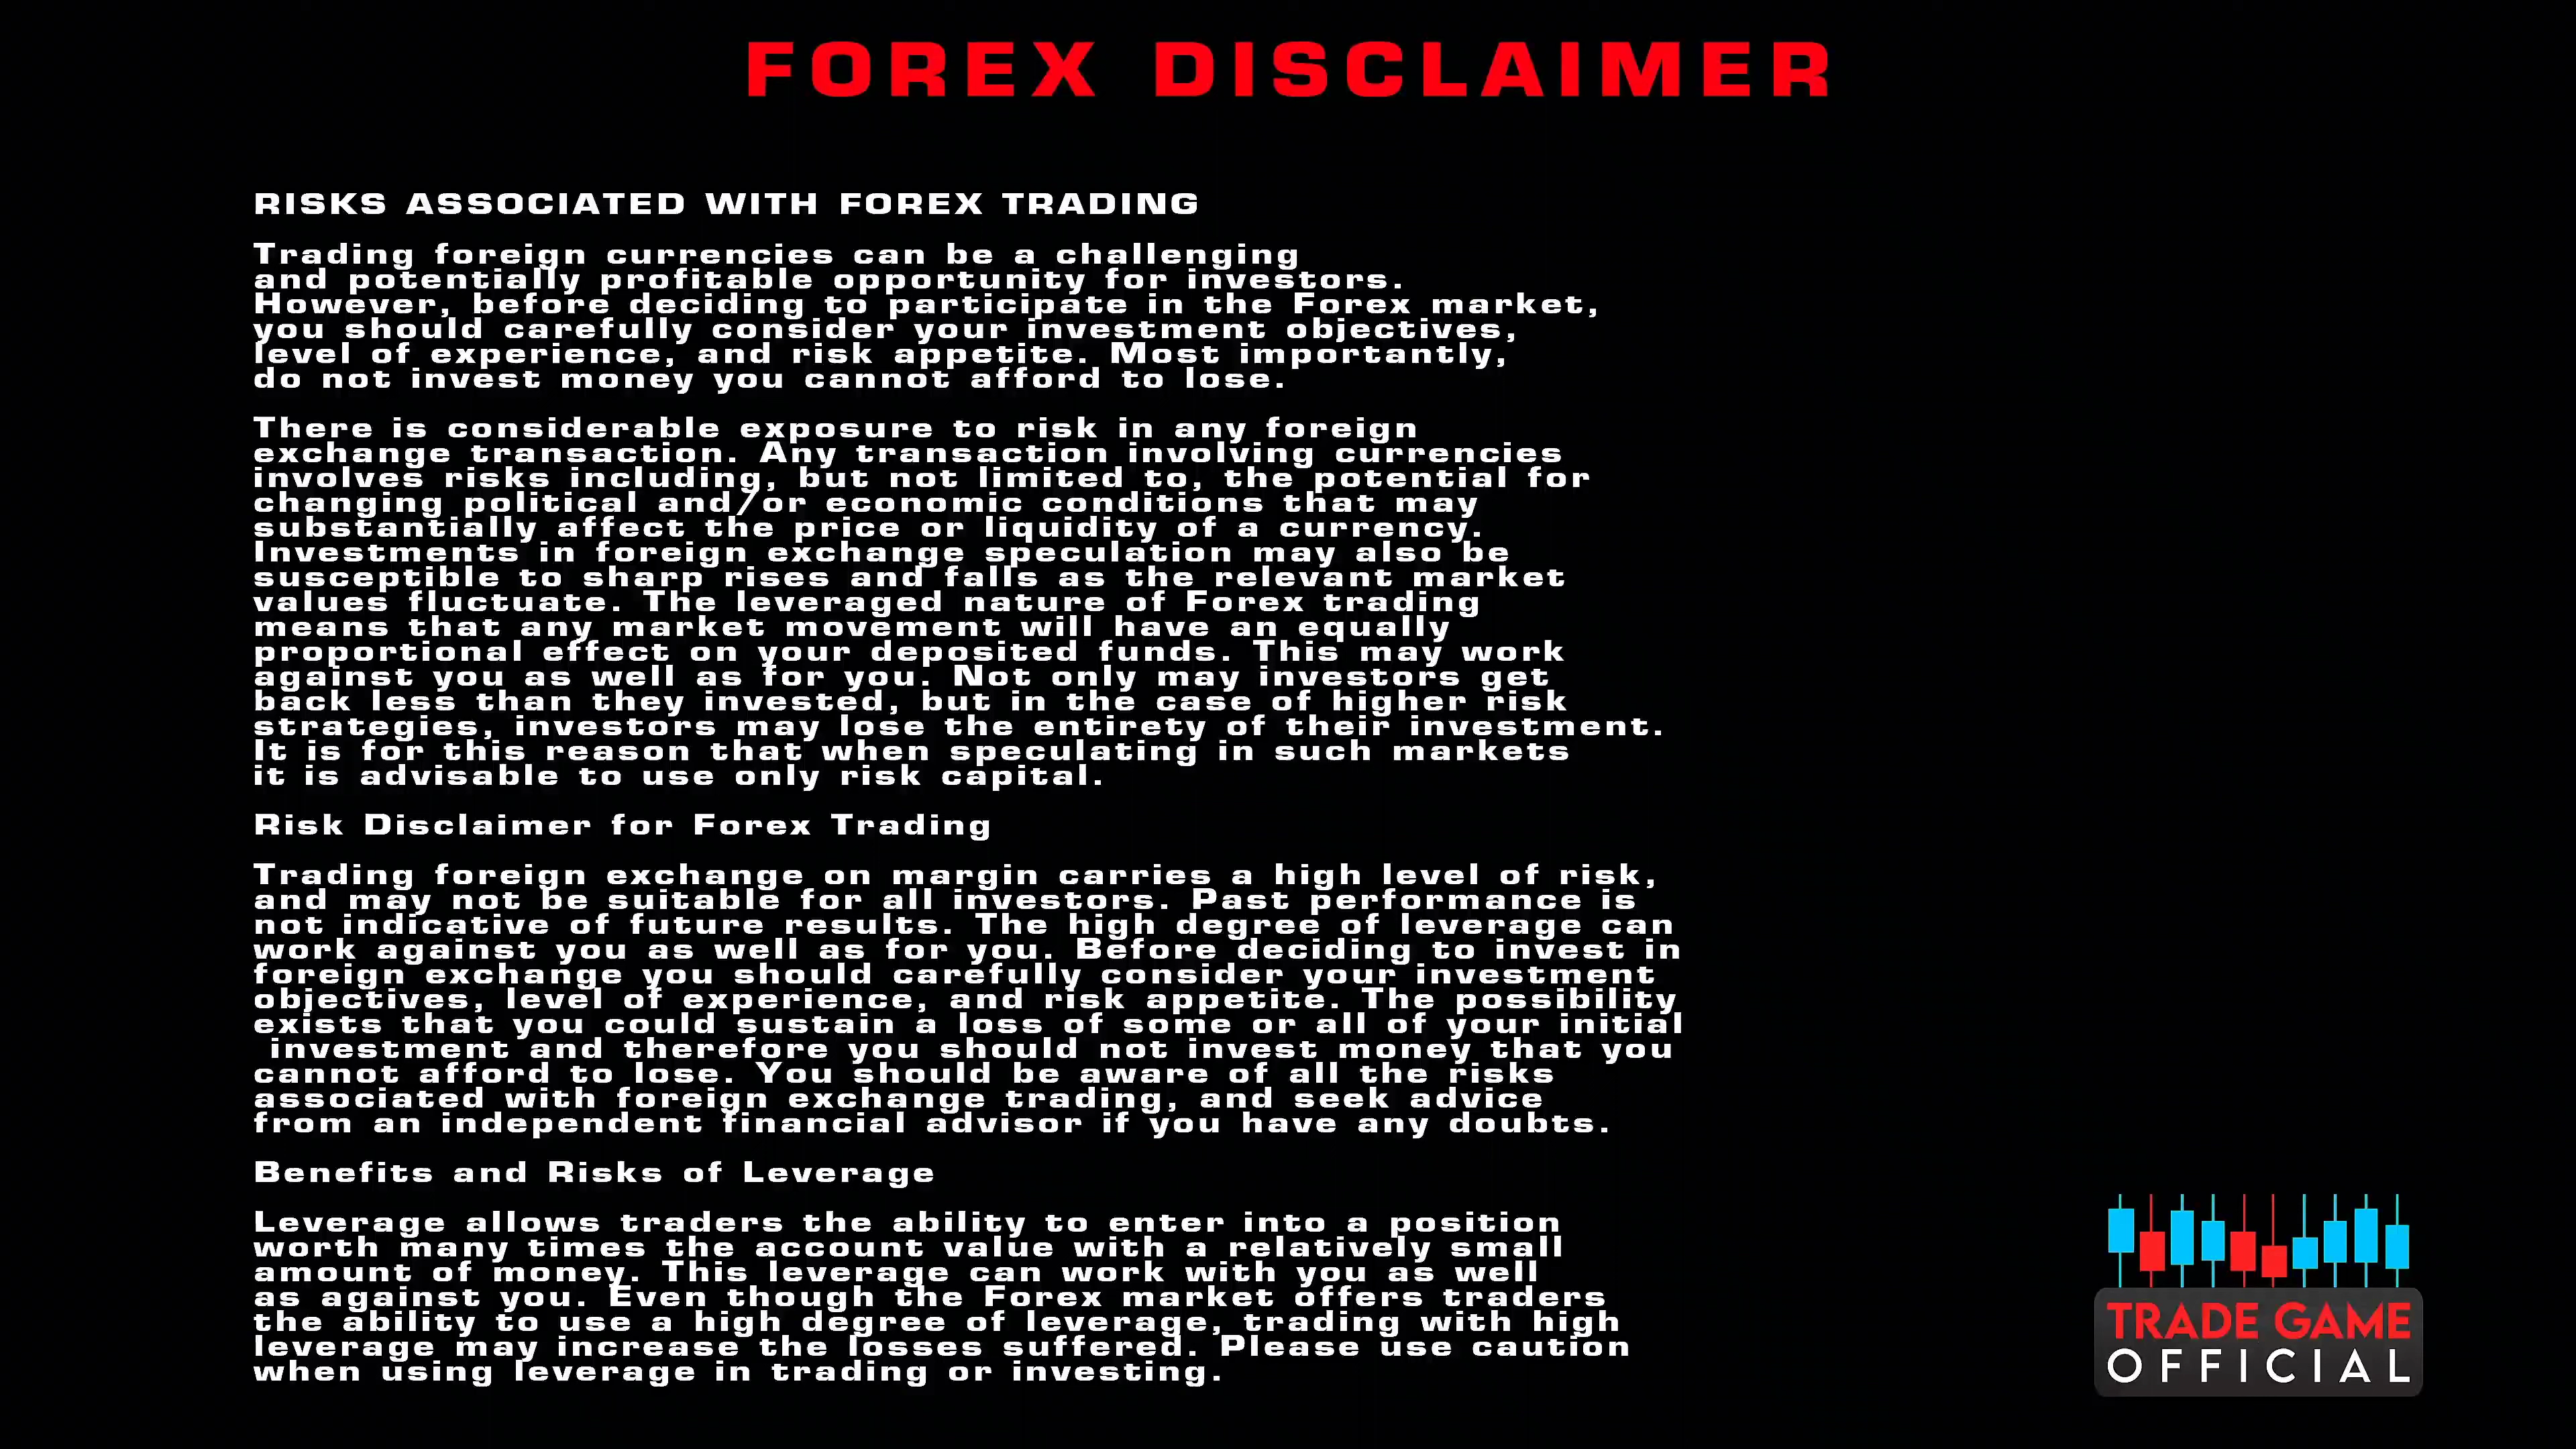 FOREX DISCLAIMER
RISKS ASSOCIATED WITH FOREX TRADING
Trading foreign currencies can be a challenging
and potentially profitable opportunity for investors.
However, before deciding to participate in the Forex market,
you should carefully consider your investment objectives,
level of experience, and risk appetite. Most importantly,
do not invest money you cannot afford to lose.
There is considerable exposure to risk in any foreign
exchange transaction. Any transaction involving currencies
involves risks including, but not limited to, the potential for
changing political and/or economic conditions that may
substantially affect the price or liquidity of a currency.
Investments in foreign exchange speculation may also be
susceptible to sharp rises and falls as the relevant market
values fluctuate. The leveraged nature of Forex trading
means that any market movement will have an equally
proportional effect on your deposited funds. This may work
against you as well as for you. Not only may investors get
back less than they invested, but in the case of higher risk
strategies, investors may lose the entirety of their investment.
It is for this reason that when speculating in such markets
it is advisable to use only risk capital.
Risk Disclaimer for Forex Trading
Trading foreign exchange on margin carries a high level of risk,
and may not be suitable for all investors. Past performance is
not indicative of future results. The high degree of leverage can
work against you as well as for you. Before deciding to invest in
foreign exchange you should carefully consider your investment
objectives, level of experience, and risk appetite. The possibility
exists that you could sustain a loss of some or all of your initial
investment and therefore you should not invest money that you
cannot afford to lose. You should be aware of all the risks
associated with foreign exchange trading, and seek advice
from an independent financial advisor if you have any doubts.
Benefits and Risks of Leverage
Leverage allows traders the ability to enter into a position
worth many times the account value with a relatively small
amount of money. This leverage can work with you as well
as against you. Even though the Forex market offers traders
the ability to use a high degree of leverage, trading with high
leverage may increase the losses suffered. Please use caution
when using leverage in trading or investing.
TRADE GAME
OFFICIAL